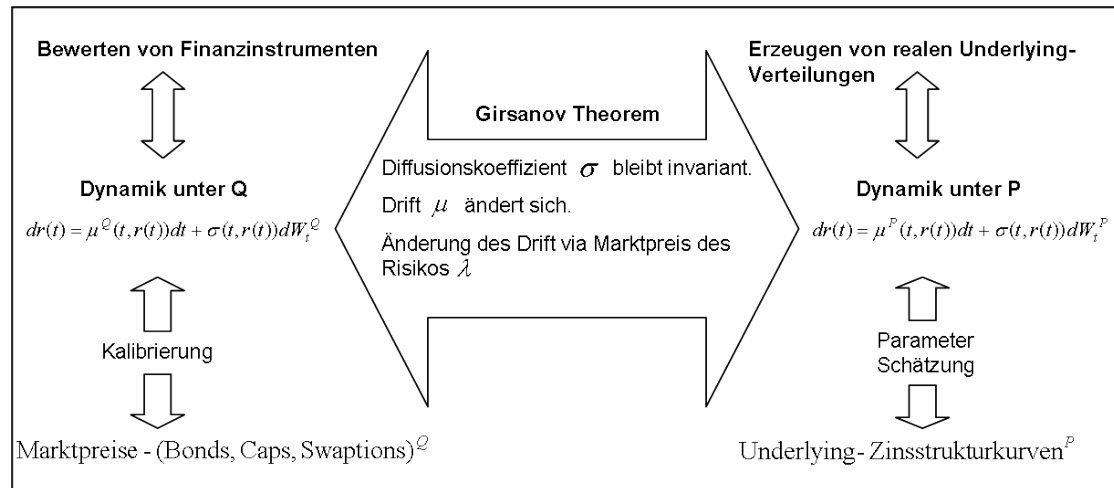 Bewerten von Finanzinstrumenten
Dynamik unter Q
dr(t) = μ^Q(t,r(t))dt + σ(t,r(t))dW_t^Q
Kalibrierung
Marktpreise - (Bonds, Caps, Swaptions)^Q
Girsanov Theorem
Diffusionskoeffizient σ bleibt invariant.
Drift μ ändert sich.
Änderung des Drift via Marktpreis des
Risikos λ
Erzeugen von realen Underlying-
Verteilungen
Dynamik unter P
dr(t) = μ^P(t,r(t))dt + σ(t,r(t))dW_t^P
Parameter
Schätzung
Underlying- Zinsstrukturkurven^P